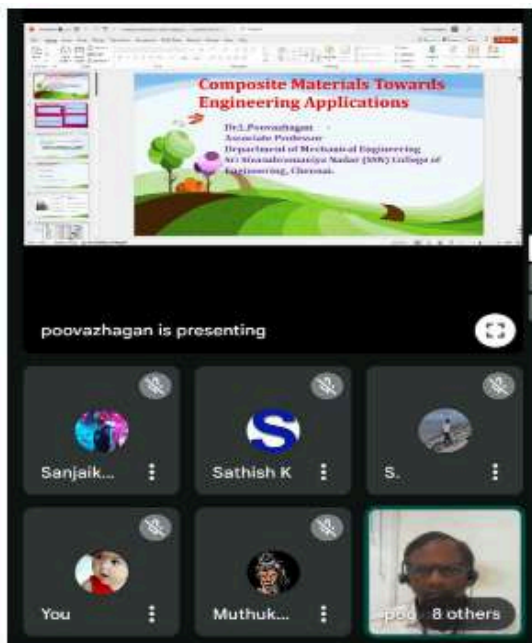 Composite Materials Towards
Engineering Applications
Dr.L.Poovazhagan
Associate Professor
Department of Mechanical Engineering
Sri Sivasubramaniya Nadar (SSN) College of
Engineering, Chennai.
poovazhagan is presenting
Sanjaik...
Sathish K
S.
You
Muthuk...
poo 8 others